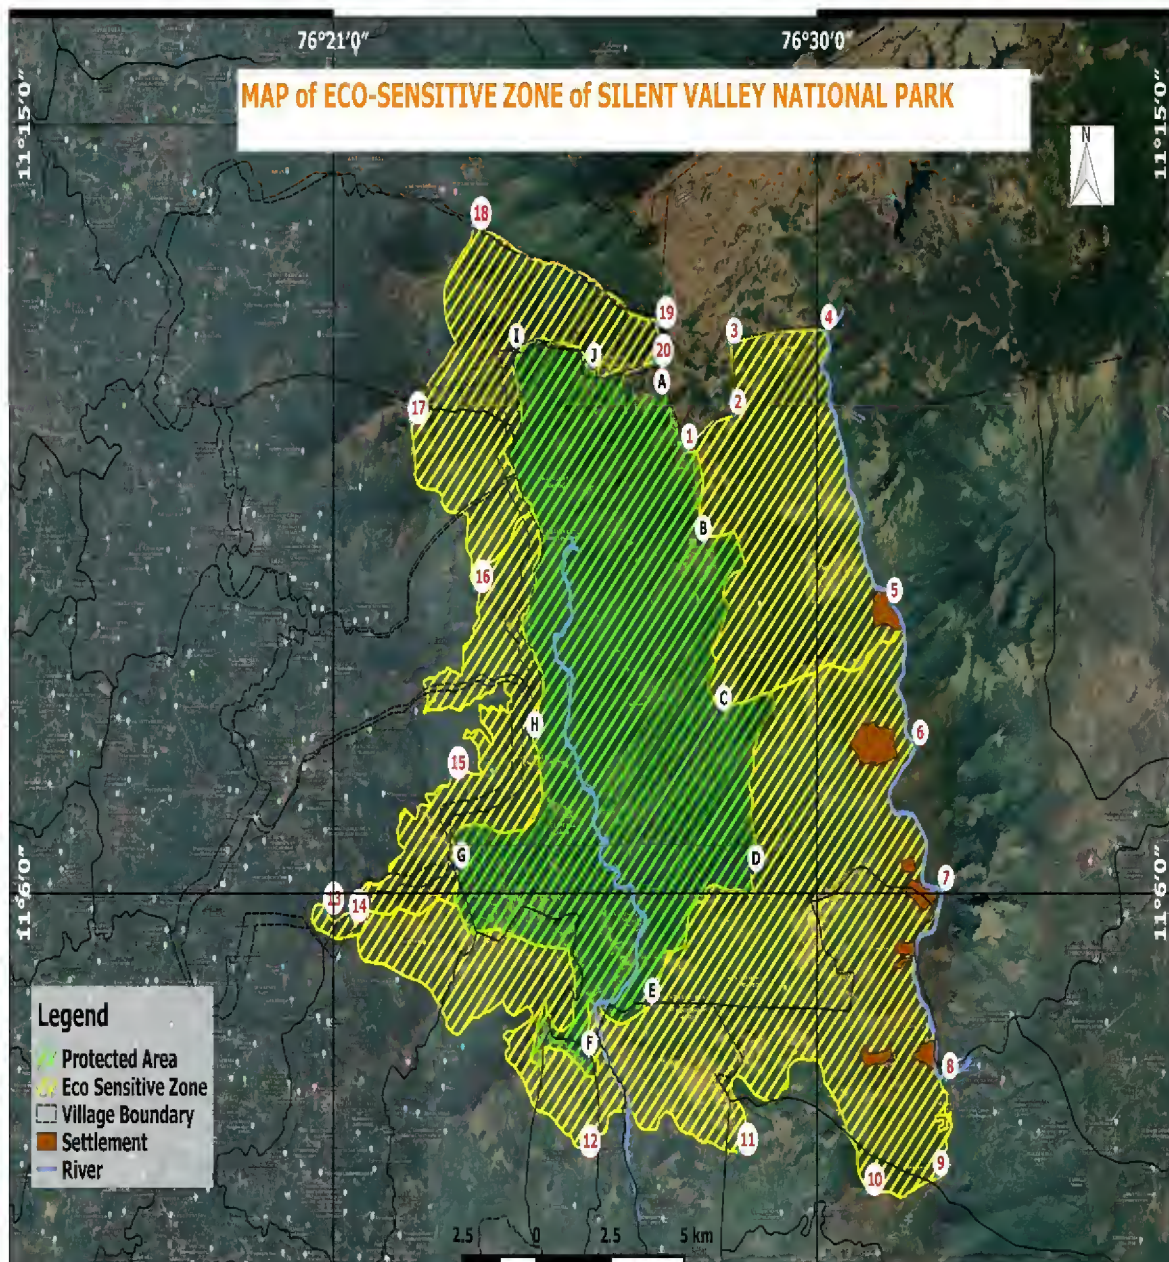 76°21'0" 76°30'0"
MAP of ECO-SENSITIVE ZONE of SILENT VALLEY NATIONAL PARK
11°15'0" 11°15'0"
N
18
19
4
3
I
20
J
A
2
17
1
B
16
5
C
H
6
15
G
D
7
11°6'0" 11°6'0"
13
14
E
F
8
12
11
9
10
Legend
Protected Area
Eco Sensitive Zone
Village Boundary
Settlement
River
2.5 0 2.5 5 km